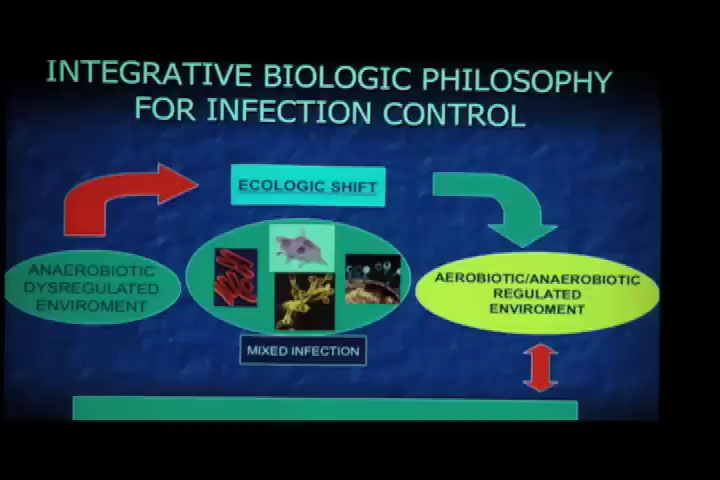 INTEGRATIVE BIOLOGIC PHILOSOPHY
FOR INFECTION CONTROL
ECOLOGIC SHIFT
ANAEROBIOTIC
DYSREGULATED
ENVIROMENT
AEROBIOTIC/ANAEROBIOTIC
REGULATED
ENVIROMENT
MIXED INFECTION